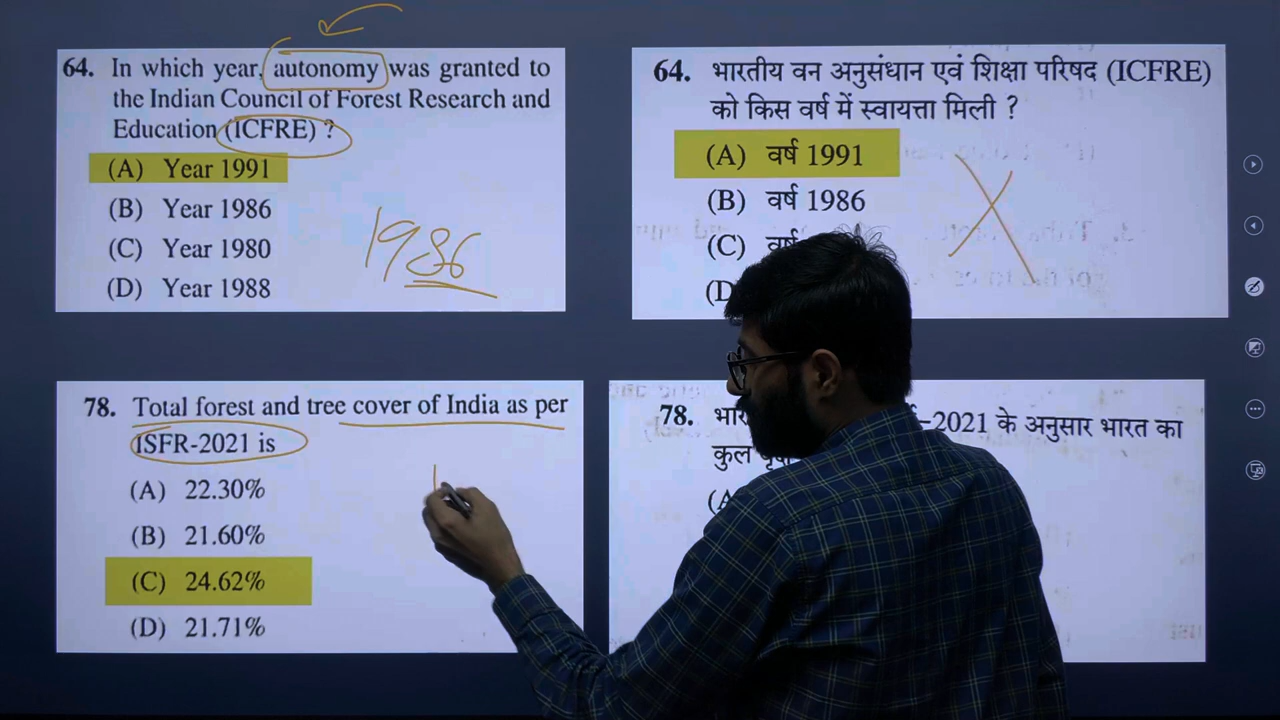 64. In which year, autonomy was granted to
the Indian Council of Forest Research and
Education (ICFRE) ?
(A) Year 1991
(B) Year 1986
(C) Year 1980
(D) Year 1988
1986
64. भारतीय वन अनुसंधान एवं शिक्षा परिषद (ICFRE)
को किस वर्ष में स्वायत्ता मिली ?
(A) वर्ष 1991
(B) वर्ष 1986
(C) वर्ष
(D
78. Total forest and tree cover of India as per
ISFR-2021 is
(A) 22.30%
(B) 21.60%
(C) 24.62%
(D) 21.71%
78. -2021 के अनुसार भारत का
कुल
(A